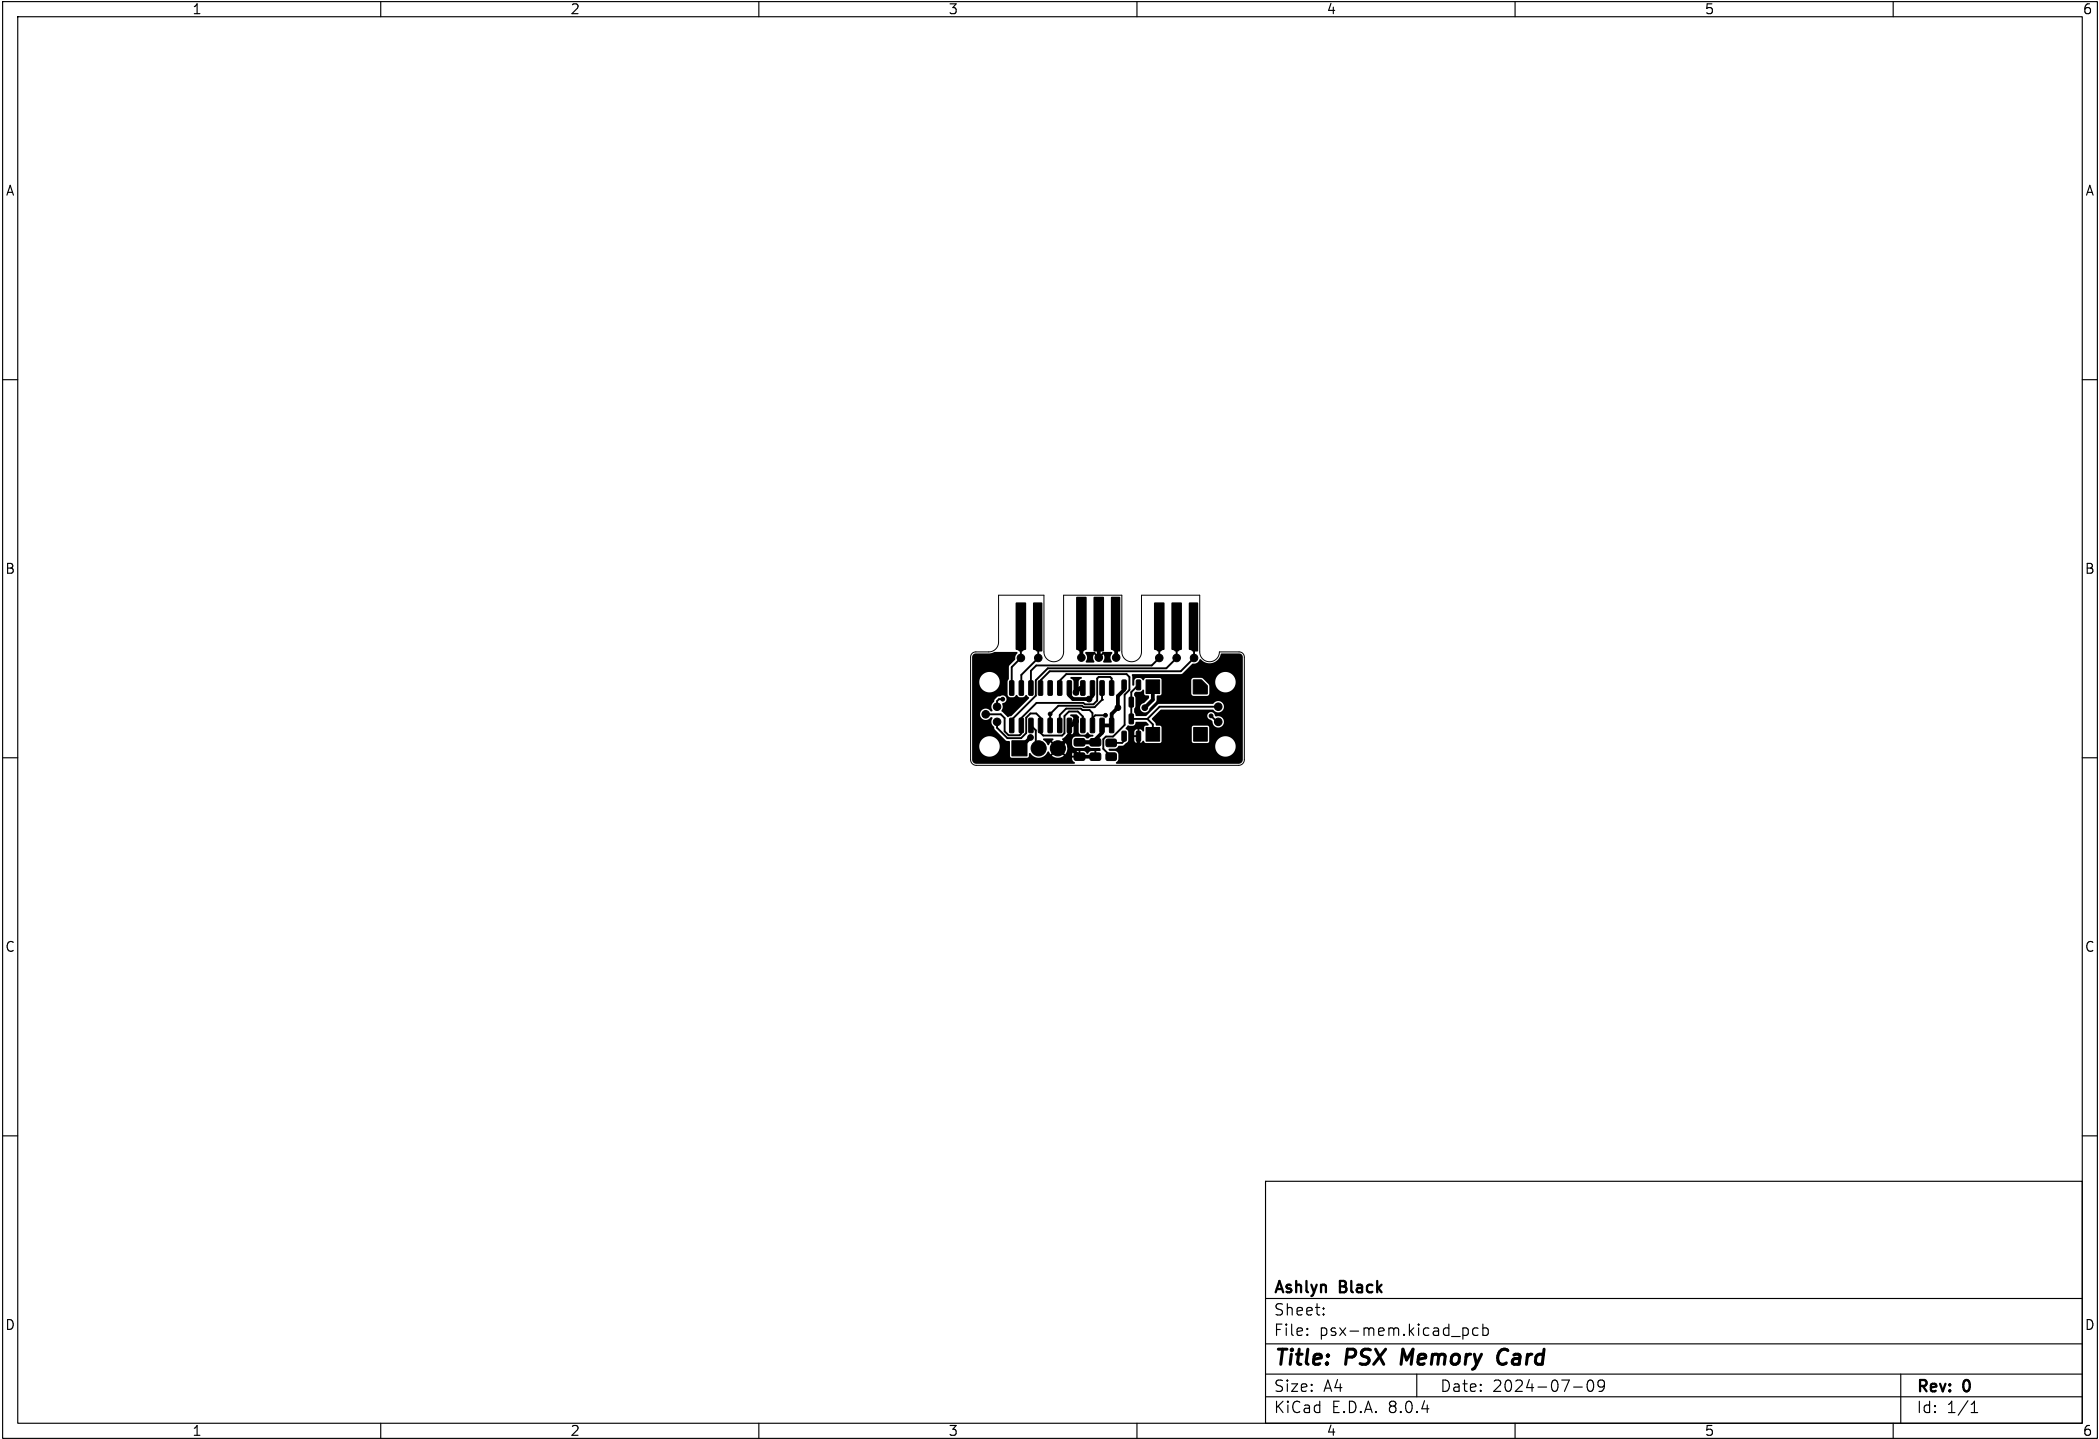 1 2 3 4 5 6
A A
B B
C C
D D
Ashlyn Black
Sheet:
File: psx-mem.kicad_pcb
Title: PSX Memory Card
Size: A4 Date: 2024-07-09 Rev: 0
KiCad E.D.A. 8.0.4 Id: 1/1
1 2 3 4 5 6